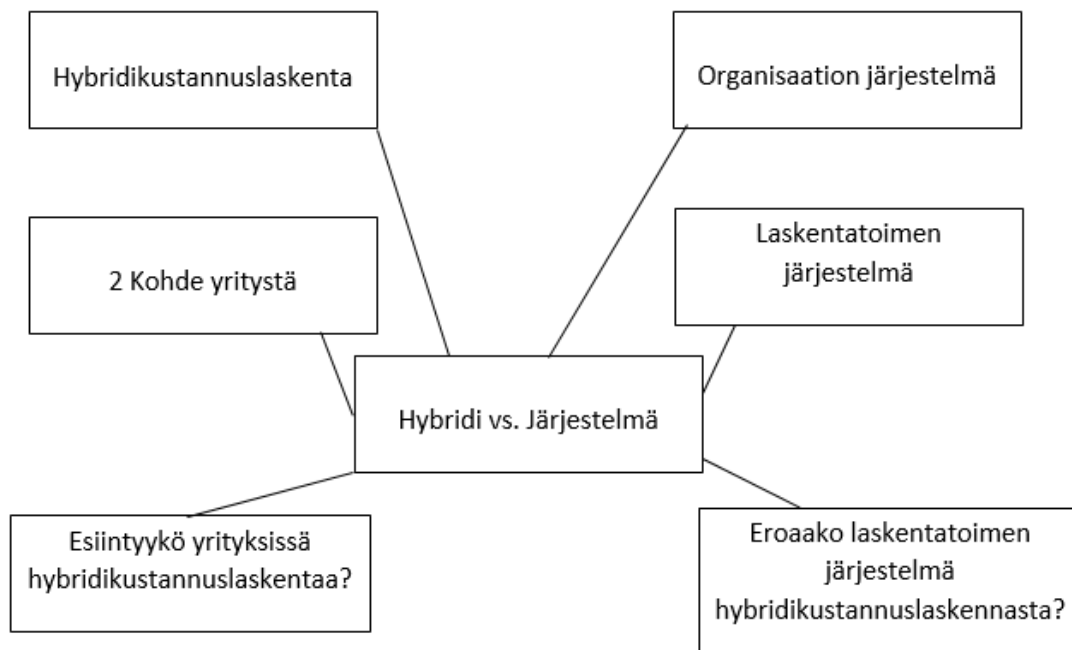 Hybridikustannuslaskenta
Organisaation järjestelmä
2 Kohde yritystä
Laskentatoimen
järjestelmä
Hybridi vs. Järjestelmä
Esiintyykö yrityksissä
hybridikustannuslaskentaa?
Eroaako laskentatoimen
järjestelmä
hybridikustannuslaskennasta?